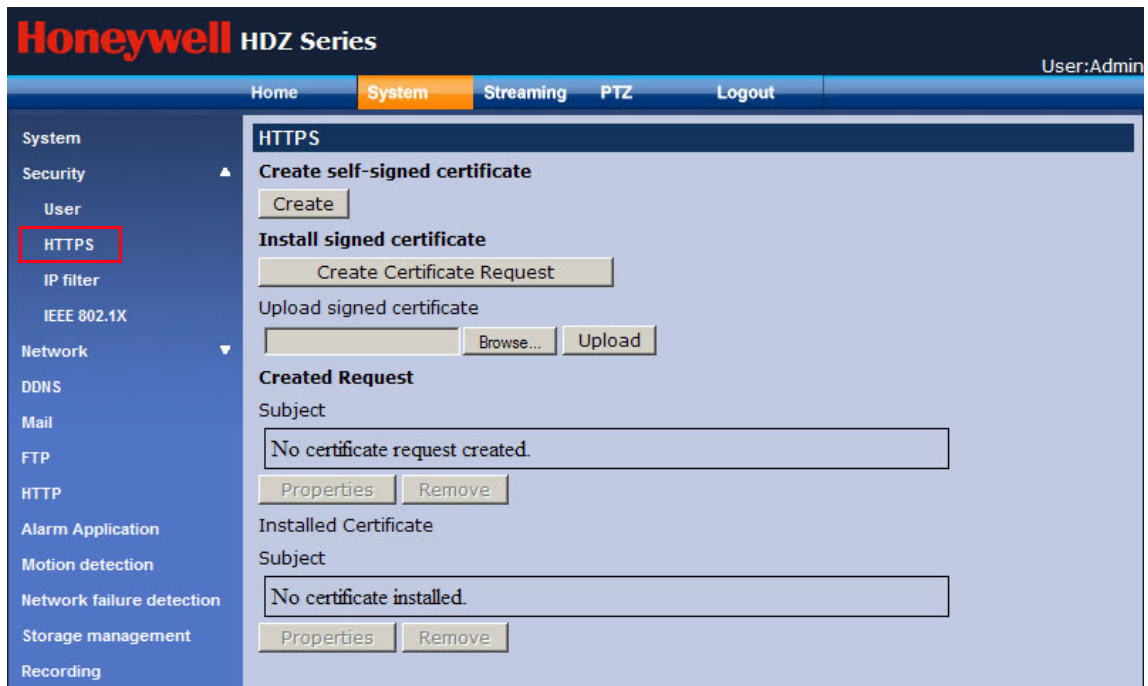 Honeywell HDZ Series
User:Admin
Home System Streaming PTZ Logout
System
Security
User
HTTPS
IP filter
IEEE 802.1X
Network
DDNS
Mail
FTP
HTTP
Alarm Application
Motion detection
Network failure detection
Storage management
Recording
HTTPS
Create self-signed certificate
Create
Install signed certificate
Create Certificate Request
Upload signed certificate
Browse... Upload
Created Request
Subject
No certificate request created.
Properties Remove
Installed Certificate
Subject
No certificate installed.
Properties Remove